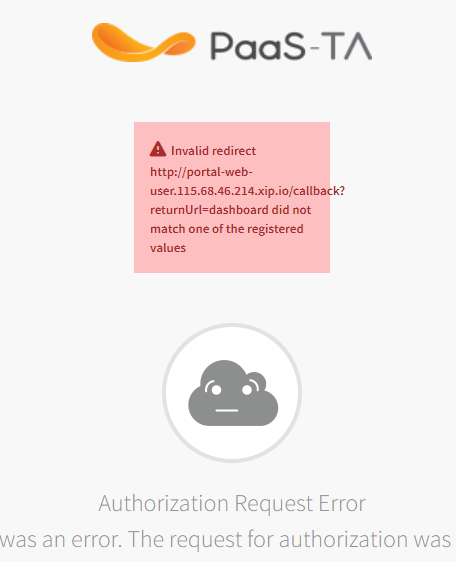 PaaS-TA
Invalid redirect
http://portal-web-
user.115.68.46.214.xip.io/callback?
returnUrl=dashboard did not
match one of the registered
values
Authorization Request Error
was an error. The request for authorization was